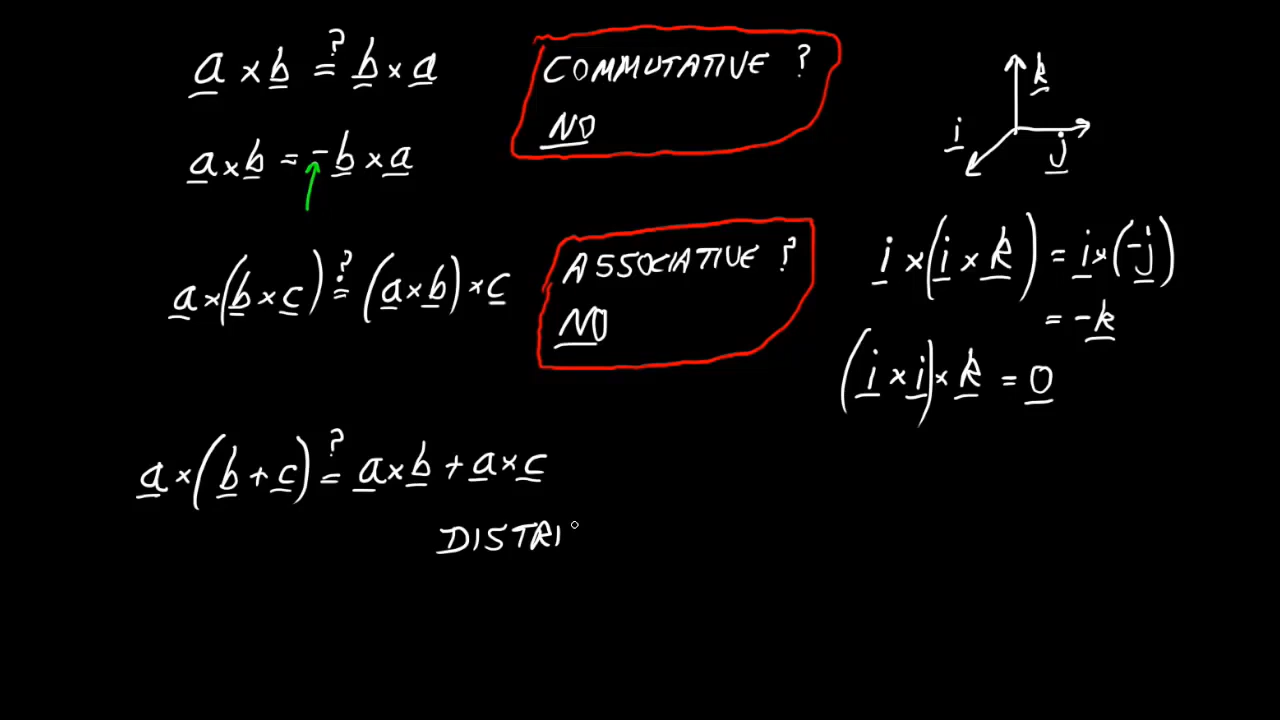 a × b ?= b × a
COMMUTATIVE ?
NO
a × b = -b × a
k
i
j
a × (b × c) ?= (a × b) × c
ASSOCIATIVE ?
NO
i × (i × k) = i × (-j)
= -k
(i × i) × k = 0
a × (b + c) ?= a × b + a × c
DISTRI